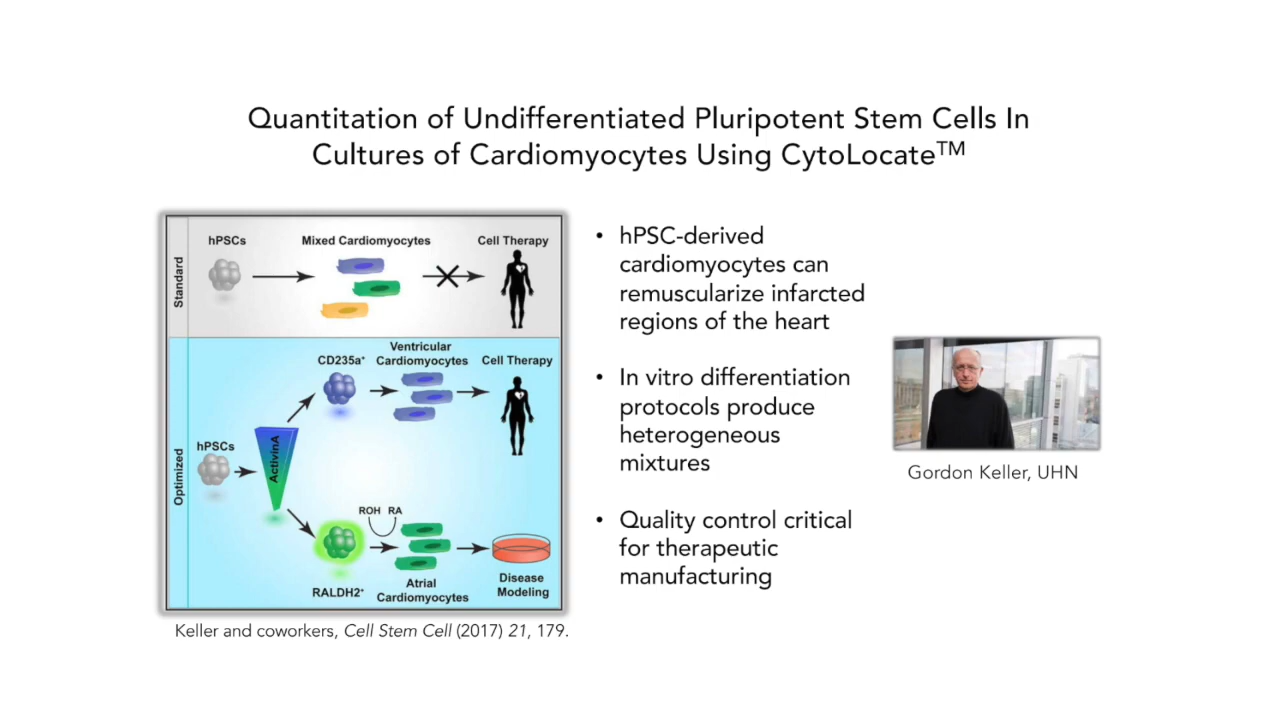 Quantitation of Undifferentiated Pluripotent Stem Cells In
Cultures of Cardiomyocytes Using CytoLocate™
Standard
hPSCs
Mixed Cardiomyocytes
Cell Therapy
Optimized
hPSCs
ActivinA
CD235a⁺
Ventricular
Cardiomyocytes
Cell Therapy
ROH RA
RALDH2⁺
Atrial
Cardiomyocytes
Disease
Modeling
Keller and coworkers, Cell Stem Cell (2017) 21, 179.
• hPSC-derived
cardiomyocytes can
remuscularize infarcted
regions of the heart
• In vitro differentiation
protocols produce
heterogeneous
mixtures
• Quality control critical
for therapeutic
manufacturing
Gordon Keller, UHN